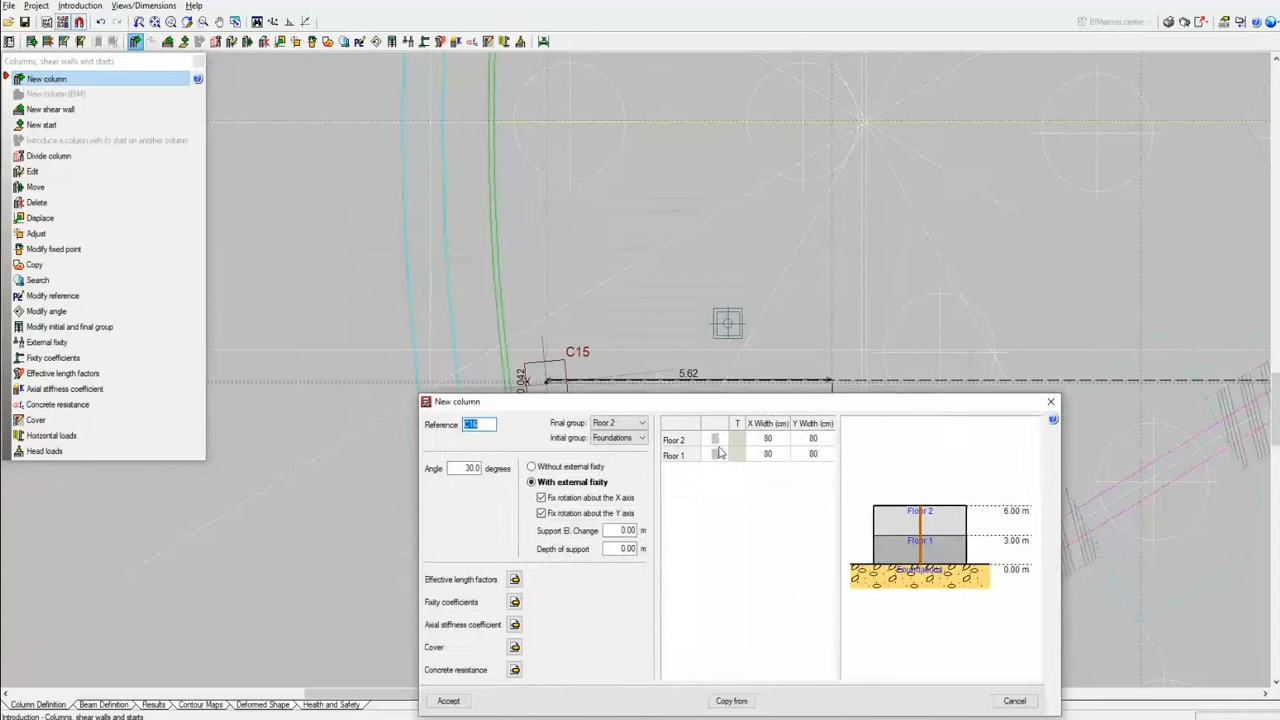 File Project Introduction Views/Dimensions Help
BIMserver.center
Columns, shear walls and starts
New column
New column (BIM)
New shear wall
New start
Introduce a column with its start on another column
Divide column
Edit
Move
Delete
Displace
Adjust
Modify fixed point
Copy
Search
Modify reference
Modify angle
Modify initial and final group
External fixity
Fixity coefficients
Effective length factors
Axial stiffness coefficient
Concrete resistance
Cover
Horizontal loads
Head loads
C15
5.62
0.042
New column
Reference C16
Final group: Floor 2
Initial group: Foundations
Angle 30.0 degrees
Without external fixity
With external fixity
Fix rotation about the X axis
Fix rotation about the Y axis
Support El. Change 0.00 m
Depth of support 0.00 m
Effective length factors
Fixity coefficients
Axial stiffness coefficient
Cover
Concrete resistance
T X Width (cm) Y Width (cm)
Floor 2 80 80
Floor 1 80 80
Floor 2 6.00 m
Floor 1 3.00 m
Foundations 0.00 m
Accept Copy from Cancel
Column Definition Beam Definition Results Contour Maps Deformed Shape Health and Safety
Introduction - Columns, shear walls and starts